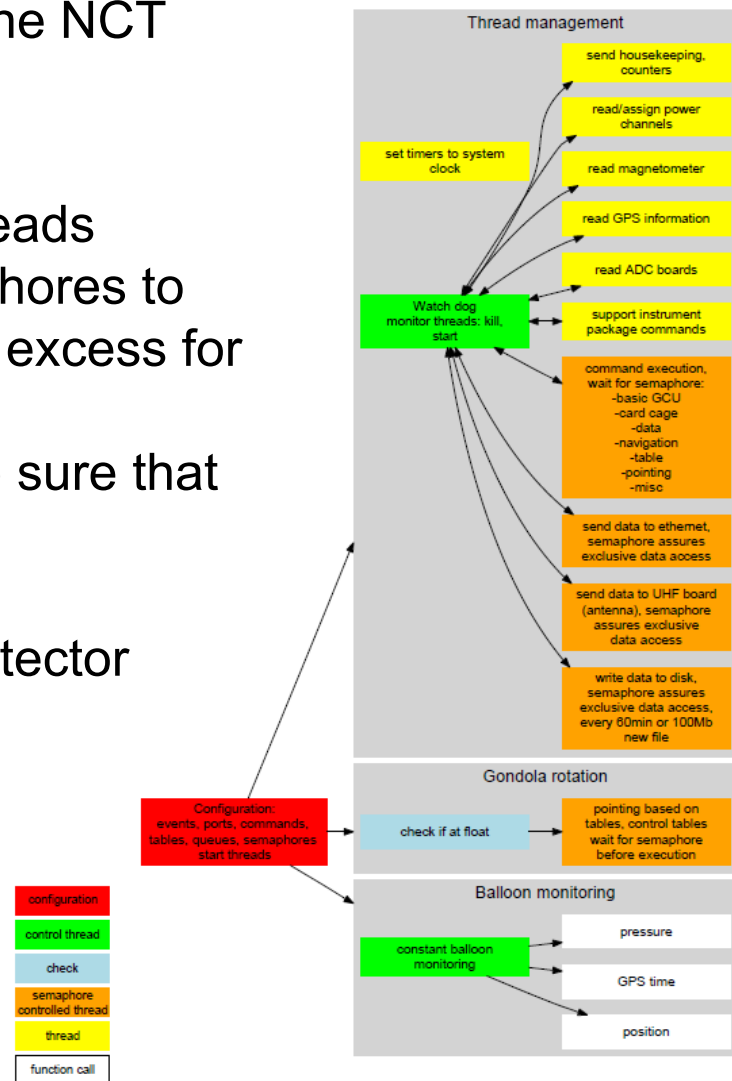 ne NCT
eads
hores to
excess for
sure that
tector
Thread management
send housekeeping,
counters
read/assign power
channels
set timers to system
clock
read magnetometer
read GPS information
read ADC boards
Watch dog
monitor threads: kill,
start
support instrument
package commands
command execution,
wait for semaphore:
-basic GCU
-card cage
-data
-navigation
-table
-pointing
-misc
send data to ethernet,
semaphore assures
exclusive data access
send data to UHF board
(antenna), semaphore
assures exclusive
data access
write data to disk,
semaphore assures
exclusive data access,
every 60min or 100Mb
new file
Gondola rotation
Configuration:
events, ports, commands,
tables, queues, semaphores
start threads
check if at float
pointing based on
tables, control tables
wait for semaphore
before execution
Balloon monitoring
constant balloon
monitoring
pressure
GPS time
position
configuration
control thread
check
semaphore
controlled thread
thread
function call